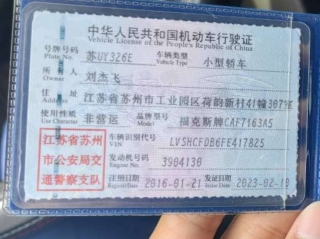 中华人民共和国机动车行驶证
Vehicle License of the People's Republic of China
号牌号码 苏UY326E 车辆类型 小型轿车
Plate No. Vehicle Type
所有人 刘杰飞
Owner
住址 江苏省苏州市工业园区荷韵新村41幢307室
Address
使用性质 非营运 品牌型号 福克斯牌CAF7163A5
Use Character Model
江苏省苏州市公安局交通警察支队
车辆识别代号 LVSHCFDB6FE417825
VIN
发动机号码 3904130
Engine No.
注册日期 2016-01-21 发证日期 2023-02-10
Register Date Issue Date